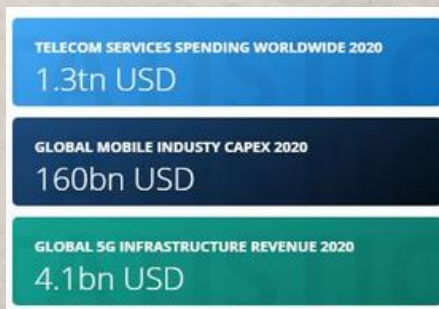 TELECOM SERVICES SPENDING WORLDWIDE 2020
1.3tn USD
GLOBAL MOBILE INDUSTY CAPEX 2020
160bn USD
GLOBAL 5G INFRASTRUCTURE REVENUE 2020
4.1bn USD